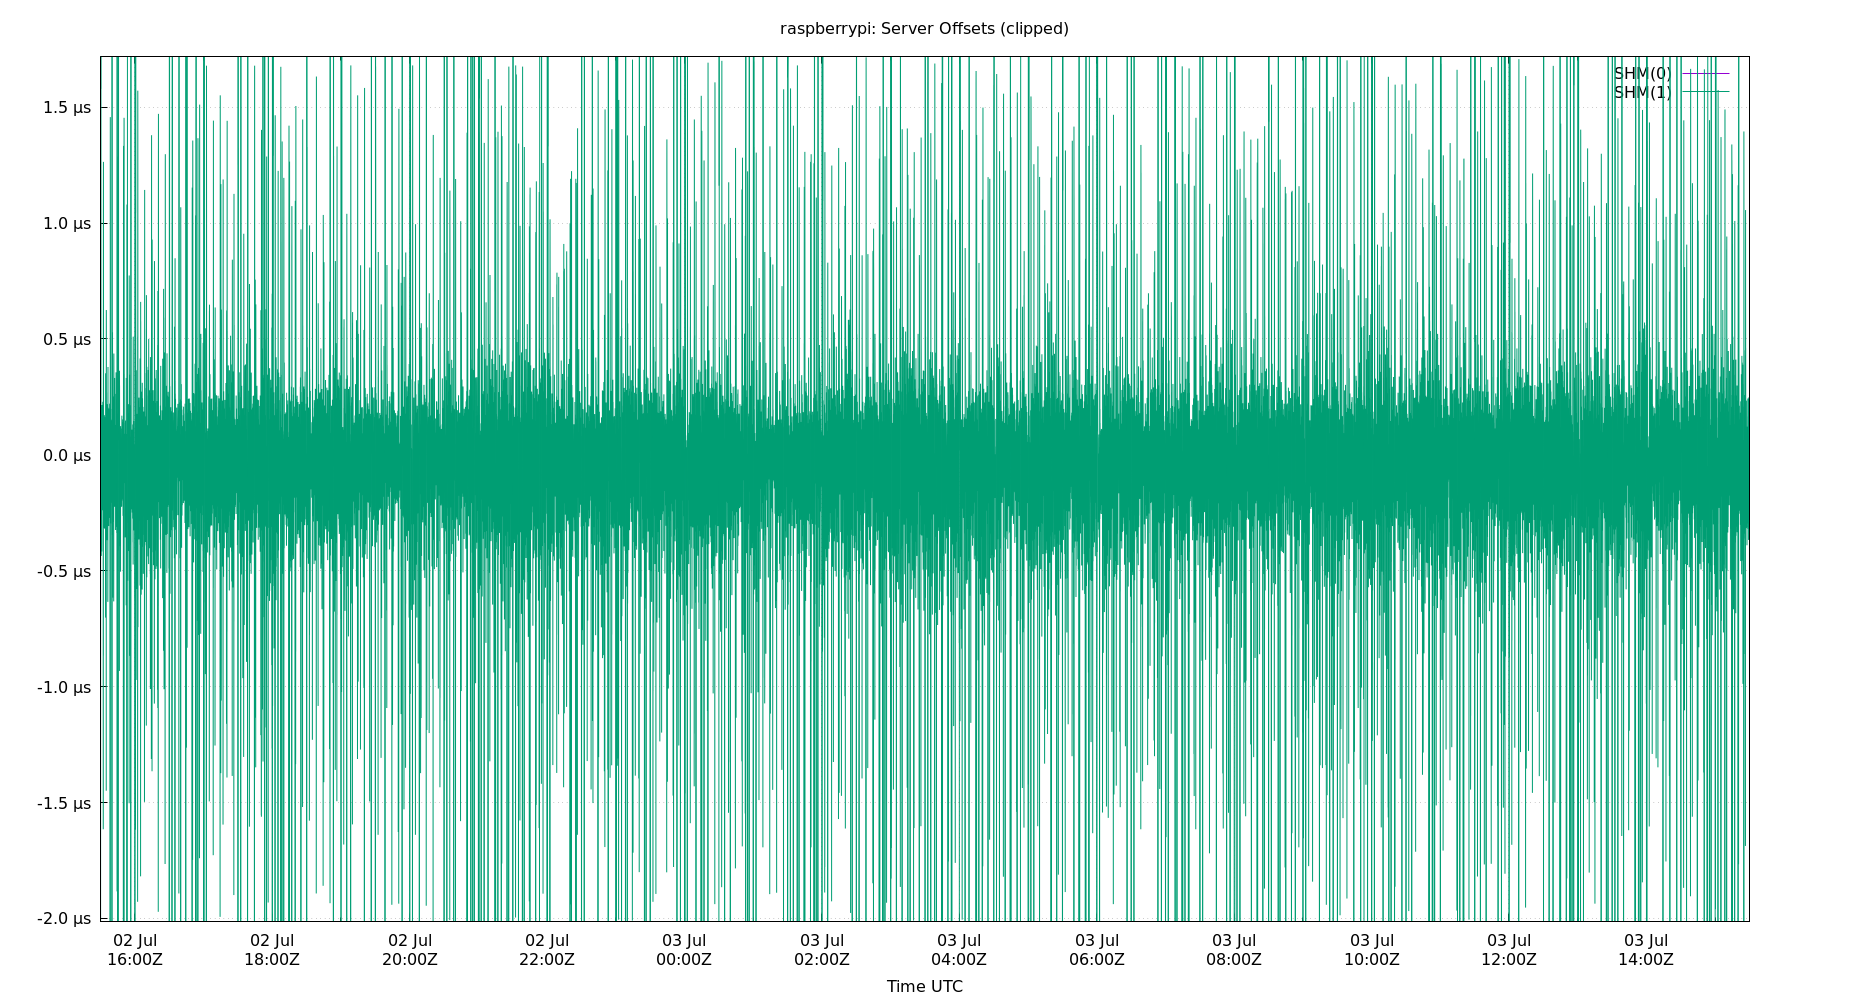 raspberrypi: Server Offsets (clipped)
SHM(0)
SHM(1)
1.5 µs
1.0 µs
0.5 µs
0.0 µs
-0.5 µs
-1.0 µs
-1.5 µs
-2.0 µs
02 Jul 02 Jul 02 Jul 02 Jul 03 Jul 03 Jul 03 Jul 03 Jul 03 Jul 03 Jul 03 Jul 03 Jul
16:00Z 18:00Z 20:00Z 22:00Z 00:00Z 02:00Z 04:00Z 06:00Z 08:00Z 10:00Z 12:00Z 14:00Z
Time UTC